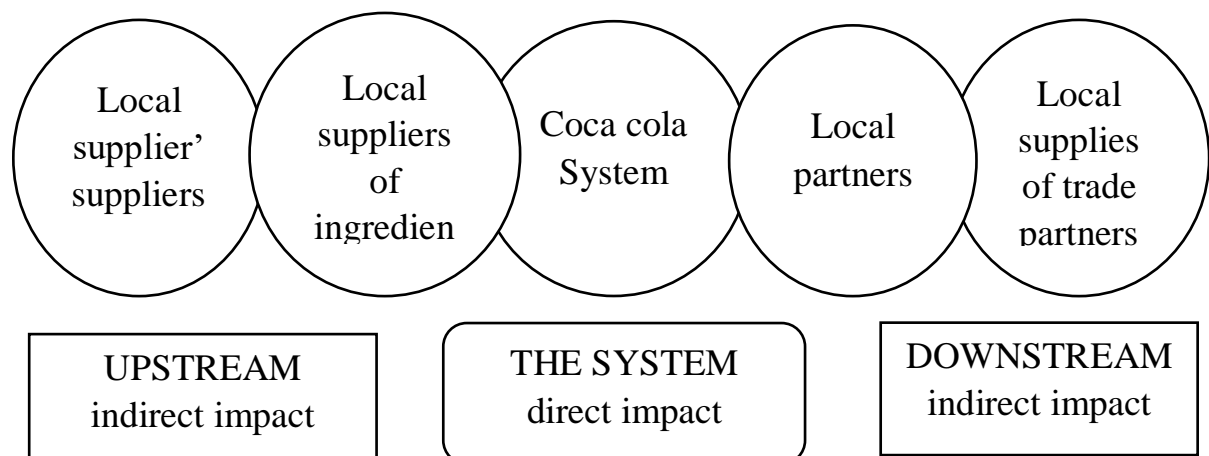 Local
supplier’
suppliers
Local
suppliers
of
ingredien
Coca cola
System
Local
partners
Local
supplies
of trade
partners
UPSTREAM
indirect impact
THE SYSTEM
direct impact
DOWNSTREAM
indirect impact